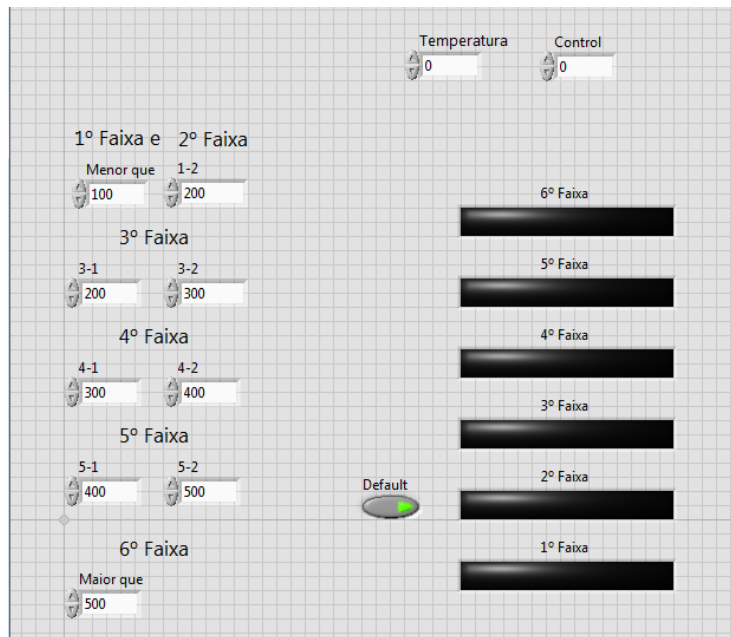 Temperatura Control
0 0
1º Faixa e 2º Faixa
Menor que 1-2
100 200
3º Faixa
3-1 3-2
200 300
4º Faixa
4-1 4-2
300 400
5º Faixa
5-1 5-2
400 500
6º Faixa
Maior que
500
Default
6º Faixa
5º Faixa
4º Faixa
3º Faixa
2º Faixa
1º Faixa